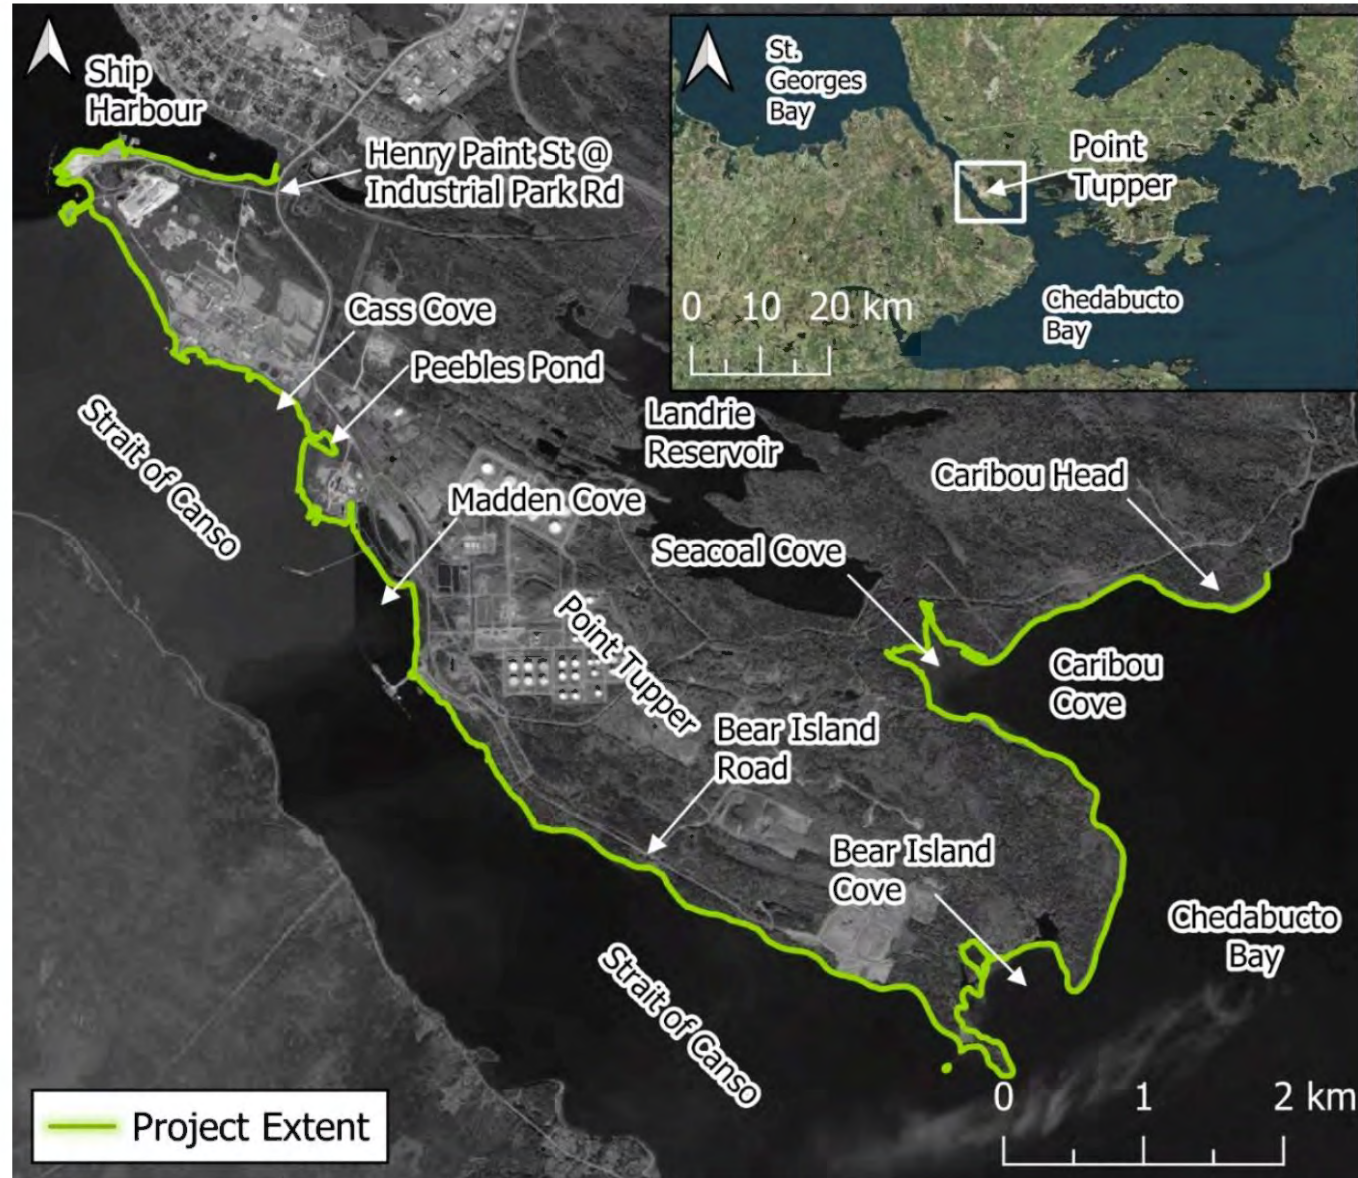 Ship
Harbour
Henry Paint St @
Industrial Park Rd
Cass Cove
Peebles Pond
Strait of Canso
Madden Cove
Landrie
Reservoir
Caribou Head
Seacoal Cove
Point Tupper
Caribou
Cove
Bear Island
Road
Bear Island
Cove
Chedabucto
Bay
Strait of Canso
0 1 2 km
Project Extent
St.
Georges
Bay
Point
Tupper
0 10 20 km
Chedabucto
Bay